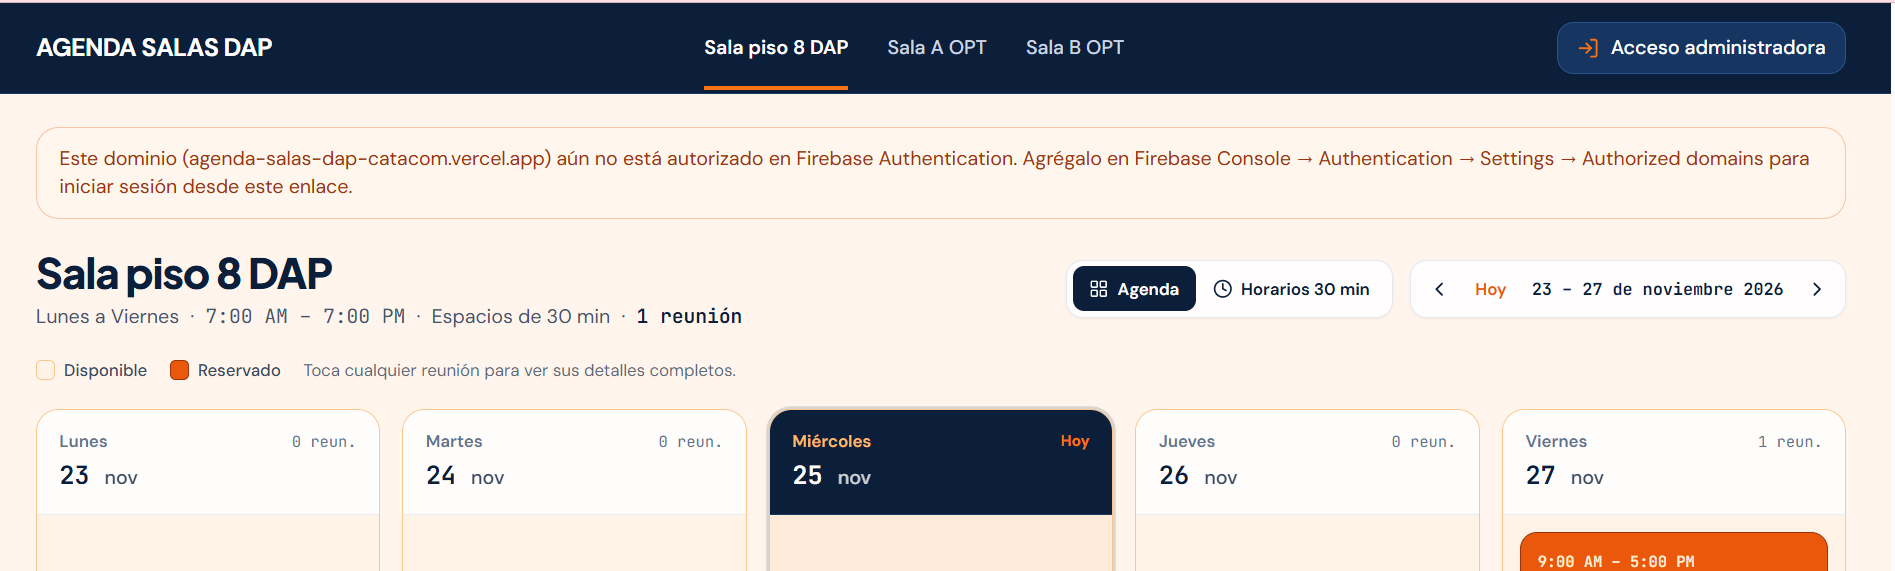 AGENDA SALAS DAP
Sala piso 8 DAP
Sala A OPT
Sala B OPT
Acceso administradora
Este dominio (agenda-salas-dap-catacom.vercel.app) aún no está autorizado en Firebase Authentication. Agrégalo en Firebase Console → Authentication → Settings → Authorized domains para
iniciar sesión desde este enlace.
Sala piso 8 DAP
Lunes a Viernes · 7:00 AM – 7:00 PM · Espacios de 30 min · 1 reunión
Agenda
Horarios 30 min
Hoy
23 – 27 de noviembre 2026
Disponible
Reservado
Toca cualquier reunión para ver sus detalles completos.
Lunes
0 reun.
23 nov
Martes
0 reun.
24 nov
Miércoles
Hoy
25 nov
Jueves
0 reun.
26 nov
Viernes
1 reun.
27 nov
9:00 AM – 5:00 PM